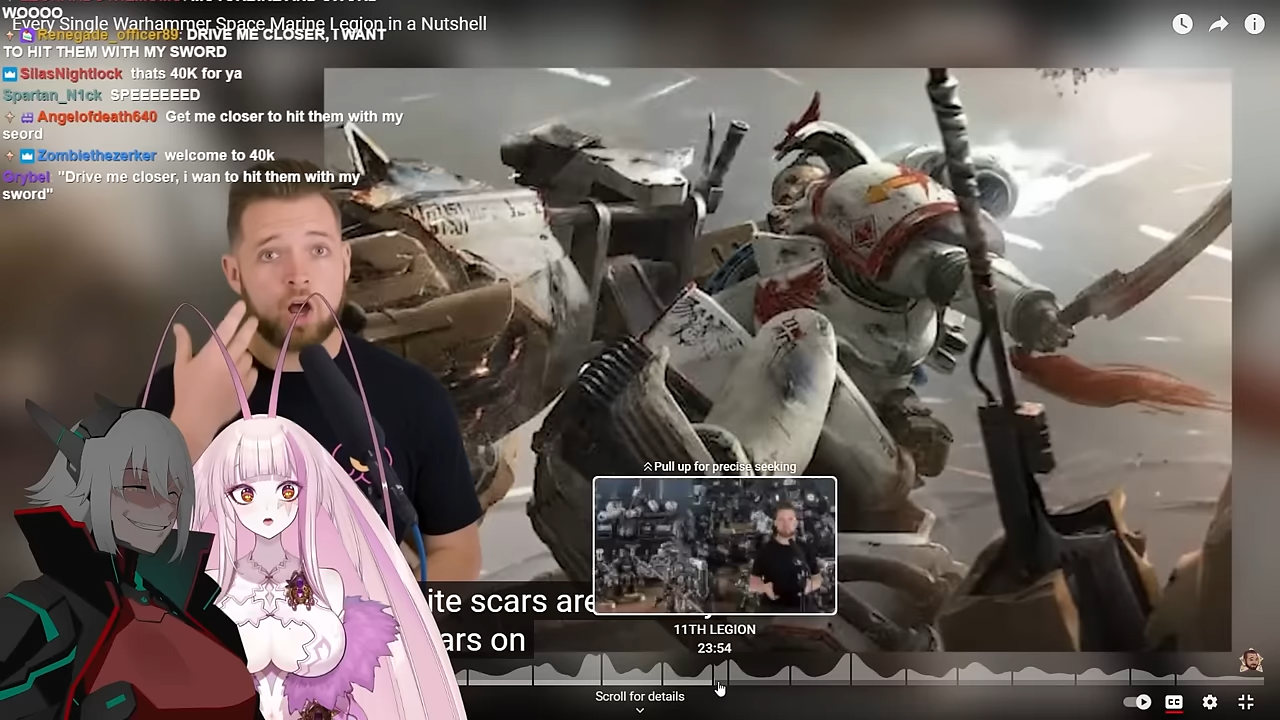 WOOOO
Every Single Warhammer Space Marine Legion in a Nutshell
Renegade_officer89: DRIVE ME CLOSER, I WANT
TO HIT THEM WITH MY SWORD
SilasNightlock thats 40K for ya
Spartan_N1ck SPEEEEEED
Angelofdeath640 Get me closer to hit them with my
seord
Zombiethezerker welcome to 40k
Grybel "Drive me closer, i wan to hit them with my
sword"
Pull up for precise seeking
ite scars are
ars on
11TH LEGION
23:54
Scroll for details
CC